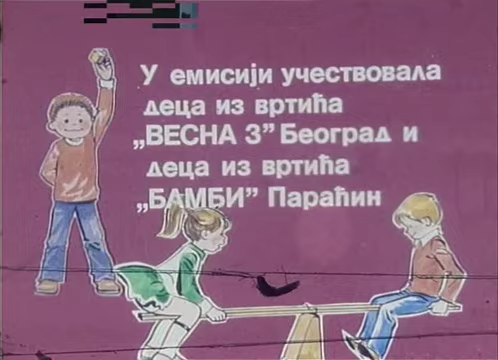 У емисији учествовала
деца из вртића
„ВЕСНА 3” Београд и
деца из вртића
„БАМБИ” Параћин